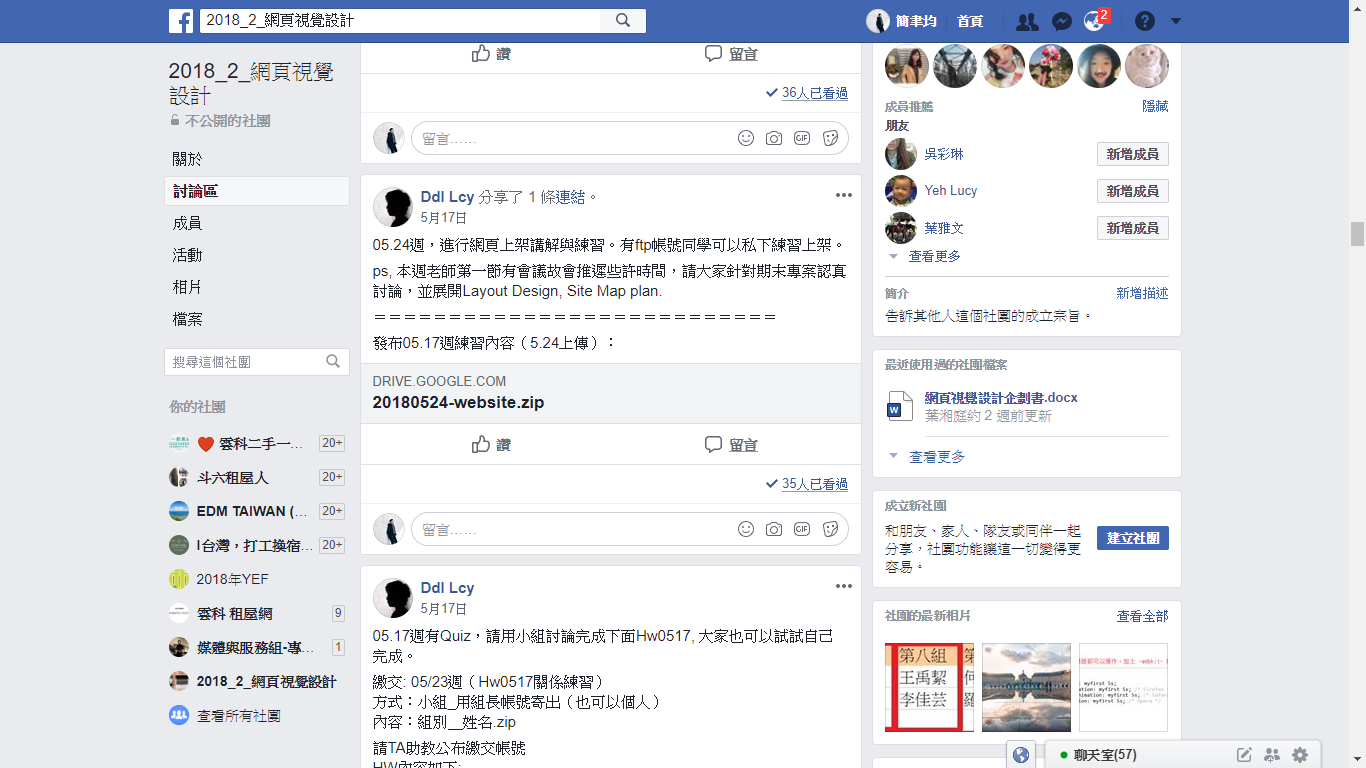 2018_2_網頁視覺設計
簡聿均
首頁
2
2018_2_網頁視覺
設計
不公開的社團
關於
討論區
成員
活動
相片
檔案
搜尋這個社團
你的社團
雲科二手一… 20+
斗六租屋人 20+
EDM TAIWAN (… 20+
I台灣，打工換宿… 20+
2018年YEF
雲科 租屋網 9
媒體與服務組-專… 1
2018_2_網頁視覺設計
查看所有社團
讚 留言
36人已看過
留言……
GIF
Ddl Lcy 分享了 1 條連結。
5月17日
05.24週，進行網頁上架講解與練習。有ftp帳號同學可以私下練習上架。
ps, 本週老師第一節有會議故會推遲些許時間，請大家針對期末專案認真
討論，並展開Layout Design, Site Map plan.
＝＝＝＝＝＝＝＝＝＝＝＝＝＝＝＝＝＝＝＝＝＝＝＝＝＝＝
發布05.17週練習內容（5.24上傳）：
DRIVE.GOOGLE.COM
20180524-website.zip
讚 留言
35人已看過
留言……
GIF
Ddl Lcy
5月17日
05.17週有Quiz，請用小組討論完成下面Hw0517, 大家也可以試試自己
完成。
繳交: 05/23週（Hw0517關係練習）
方式：小組_用組長帳號寄出（也可以個人）
內容：組別__姓名.zip
請TA助教公布繳交帳號
HW內容如下:
成員推薦 隱藏
朋友
吳彩琳 新增成員
Yeh Lucy 新增成員
葉雅文 新增成員
查看更多
簡介 新增描述
告訴其他人這個社團的成立宗旨。
最近使用過的社團檔案
W
網頁視覺設計企劃書.docx
葉湘庭約 2 週前更新
查看更多
成立新社團
和朋友、家人、隊友或同伴一起
分享，社團功能讓這一切變得更
容易。
建立社團
社團的最新相片 查看全部
第八組
王禹絜
李佳芸
聊天室(57)